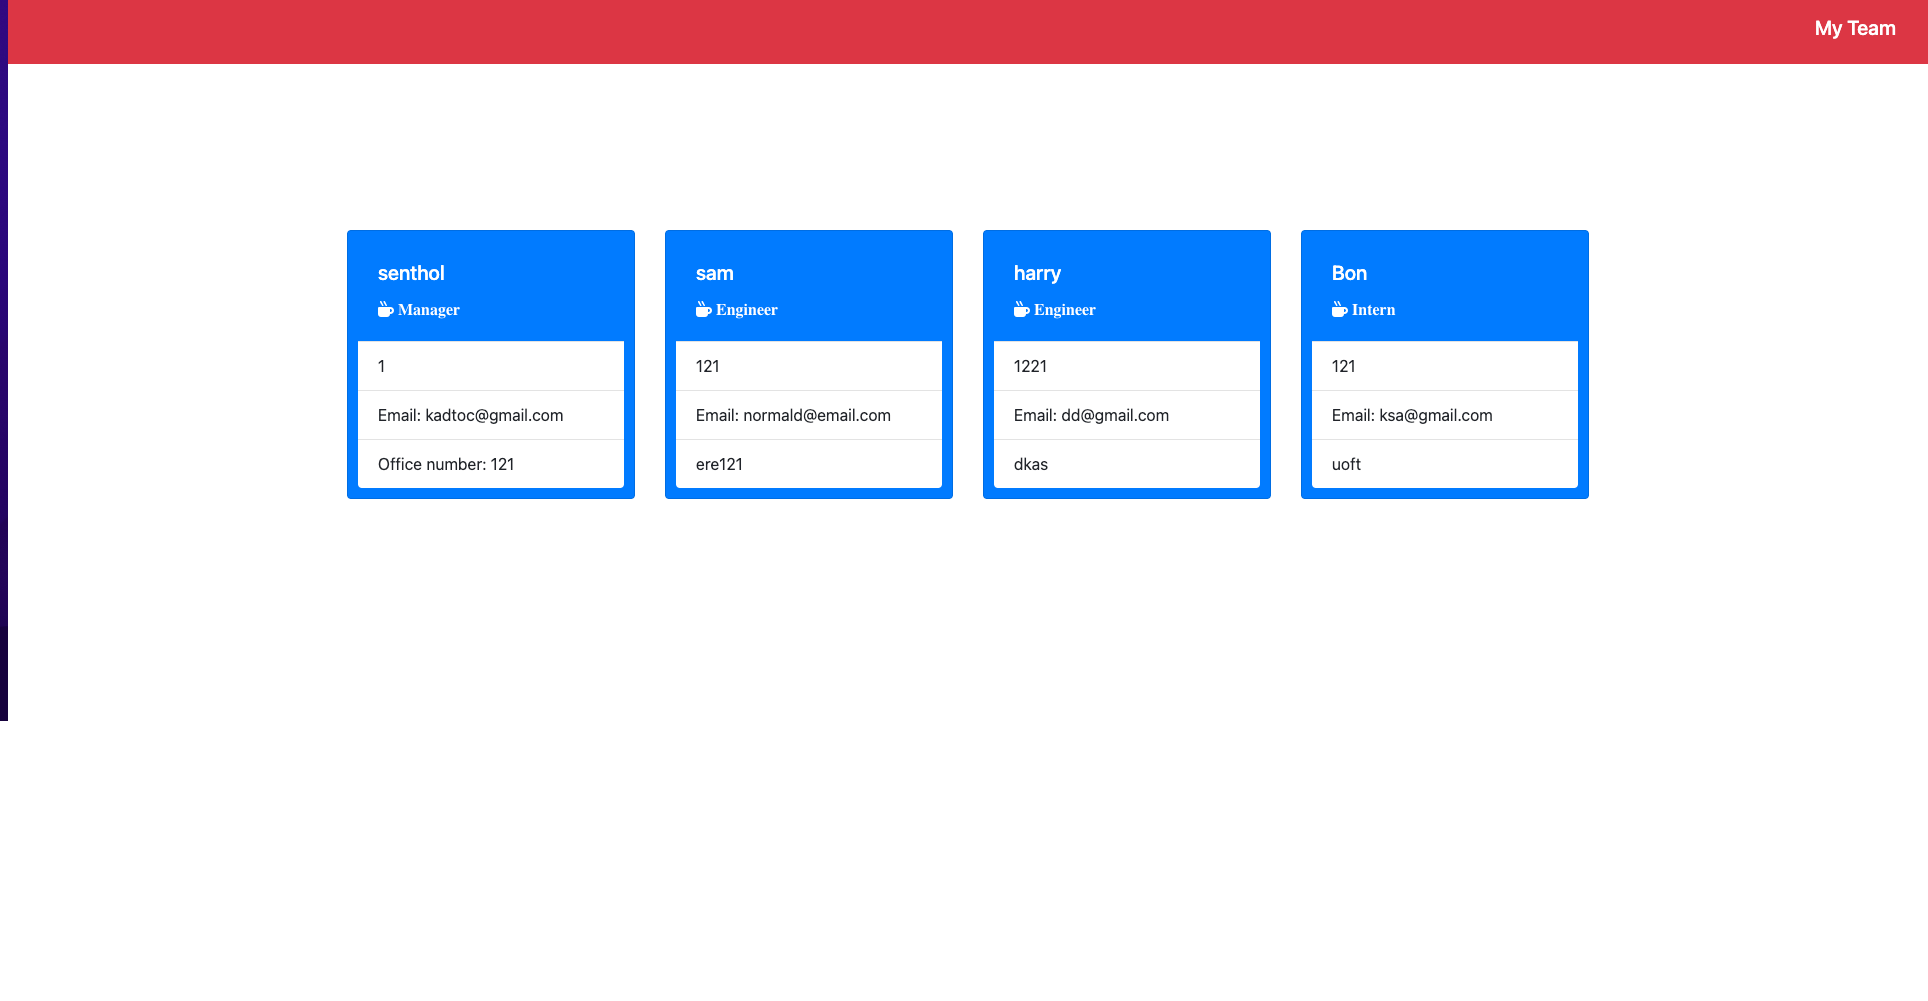 My Team
senthol
Manager
1
Email: kadtoc@gmail.com
Office number: 121
sam
Engineer
121
Email: normald@email.com
ere121
harry
Engineer
1221
Email: dd@gmail.com
dkas
Bon
Intern
121
Email: ksa@gmail.com
uoft